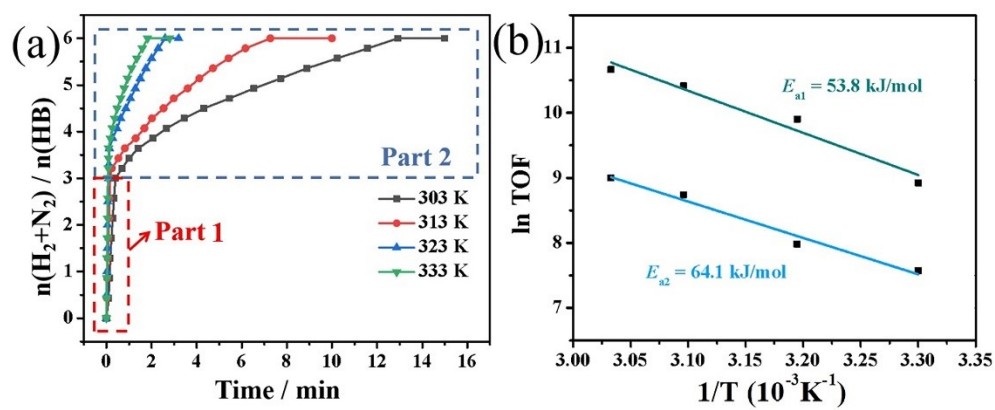 (a)
n(H₂+N₂) / n(HB)
6
5
4
3
2
1
0
Part 2
Part 1
303 K
313 K
323 K
333 K
0 2 4 6 8 10 12 14 16
Time / min
(b)
ln TOF
11
10
9
8
7
Eₐ₁ = 53.8 kJ/mol
Eₐ₂ = 64.1 kJ/mol
3.00 3.05 3.10 3.15 3.20 3.25 3.30 3.35
1/T (10⁻³K⁻¹)